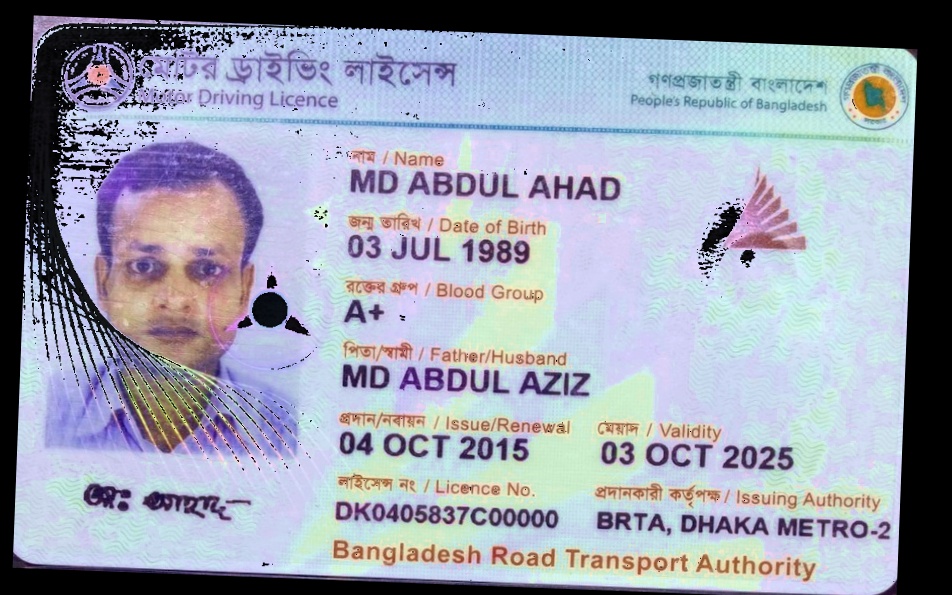 মোটর ড্রাইভিং লাইসেন্স
Motor Driving Licence
গণপ্রজাতন্ত্রী বাংলাদেশ
People's Republic of Bangladesh
নাম / Name
MD ABDUL AHAD
জন্ম তারিখ / Date of Birth
03 JUL 1989
রক্তের গ্রুপ / Blood Group
A+
পিতা/স্বামী / Father/Husband
MD ABDUL AZIZ
প্রদান/নবায়ন / Issue/Renewal
04 OCT 2015
মেয়াদ / Validity
03 OCT 2025
লাইসেন্স নং / Licence No.
DK0405837C00000
প্রদানকারী কর্তৃপক্ষ / Issuing Authority
BRTA, DHAKA METRO-2
মোঃ আহাদ
Bangladesh Road Transport Authority